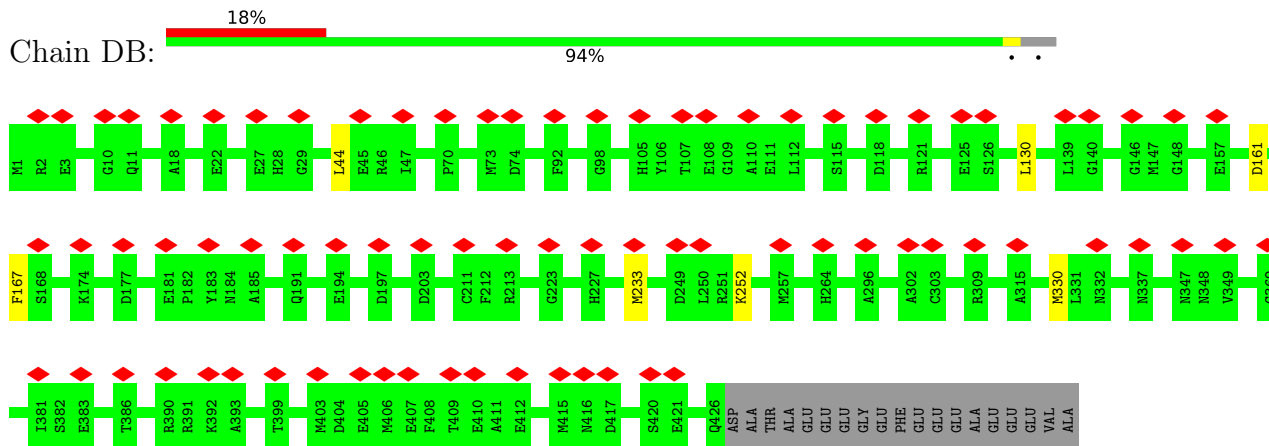 18%
Chain DB:
94%
• •
M1 R2 E3 G10 Q11 A18 E22 E27 H28 G29 L44 E45 R46 I47 P70 M73 D74 F92 G98 H105 Y106 T107 E108 G109 A110 E111 L112 S115 D118 R121 E125 S126 L130 L139 G140 G146 M147 G148 E157 D161
F167 S168 K174 D177 E181 P182 Y183 N184 A185 Q191 E194 D197 D203 C211 F212 R213 G223 H227 M233 D249 L250 R251 K252 M257 H264 A296 A302 C303 R309 A315 M330 L331 N332 N337 N347 N348 V349
I381 S382 E383 T386 R390 R391 K392 A393 T399 M403 D404 E405 M406 E407 F408 T409 E410 A411 E412 M415 N416 D417 S420 E421 Q426 ASP ALA THR ALA GLU GLU GLU GLY GLU PHE GLU GLU GLU ALA GLU GLU GLU VAL ALA